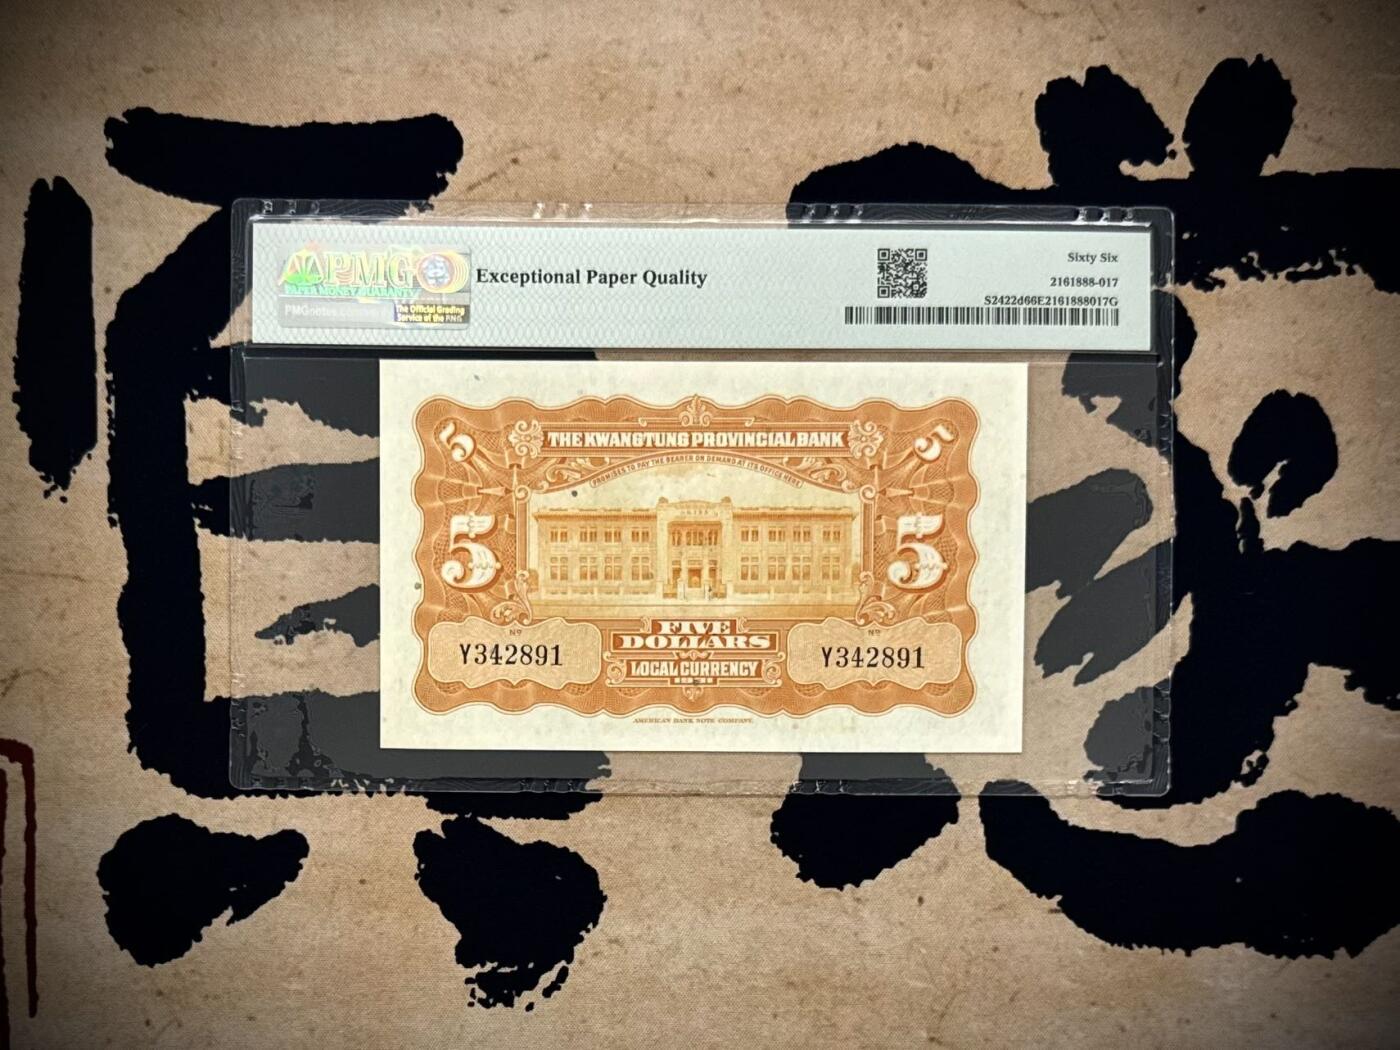 PMG
PAPER MONEY GUARANTY
The Official Grading
Service of the PNG
Exceptional Paper Quality
Sixty Six
2161888-017
S2422d66E2161888017G
5
5
THE KWANGTUNG PROVINCIAL BANK
PROMISES TO PAY THE BEARER ON DEMAND AT ITS OFFICE HERE
5
5
FIVE
DOLLARS
Nº
Y342891
Nº
Y342891
LOCAL CURRENCY
1931
AMERICAN BANK NOTE COMPANY.